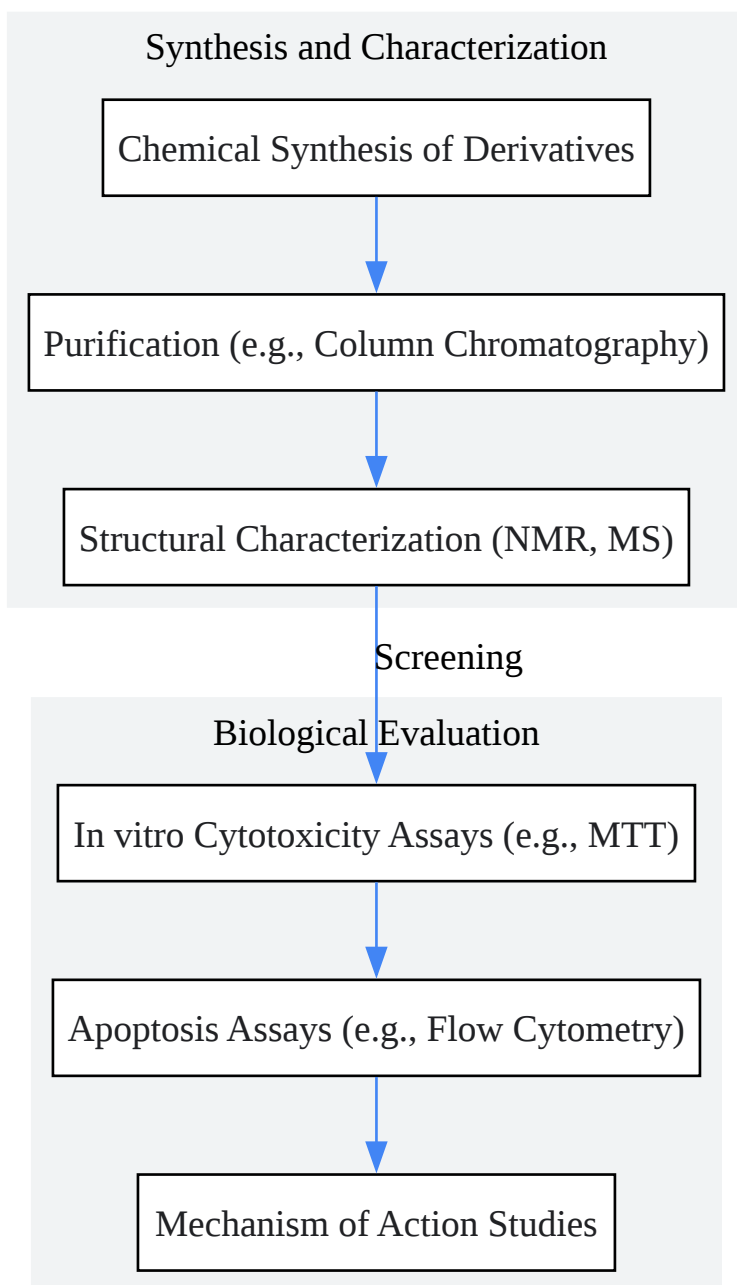 Synthesis and Characterization
Chemical Synthesis of Derivatives
Purification (e.g., Column Chromatography)
Structural Characterization (NMR, MS)
Screening
Biological Evaluation
In vitro Cytotoxicity Assays (e.g., MTT)
Apoptosis Assays (e.g., Flow Cytometry)
Mechanism of Action Studies